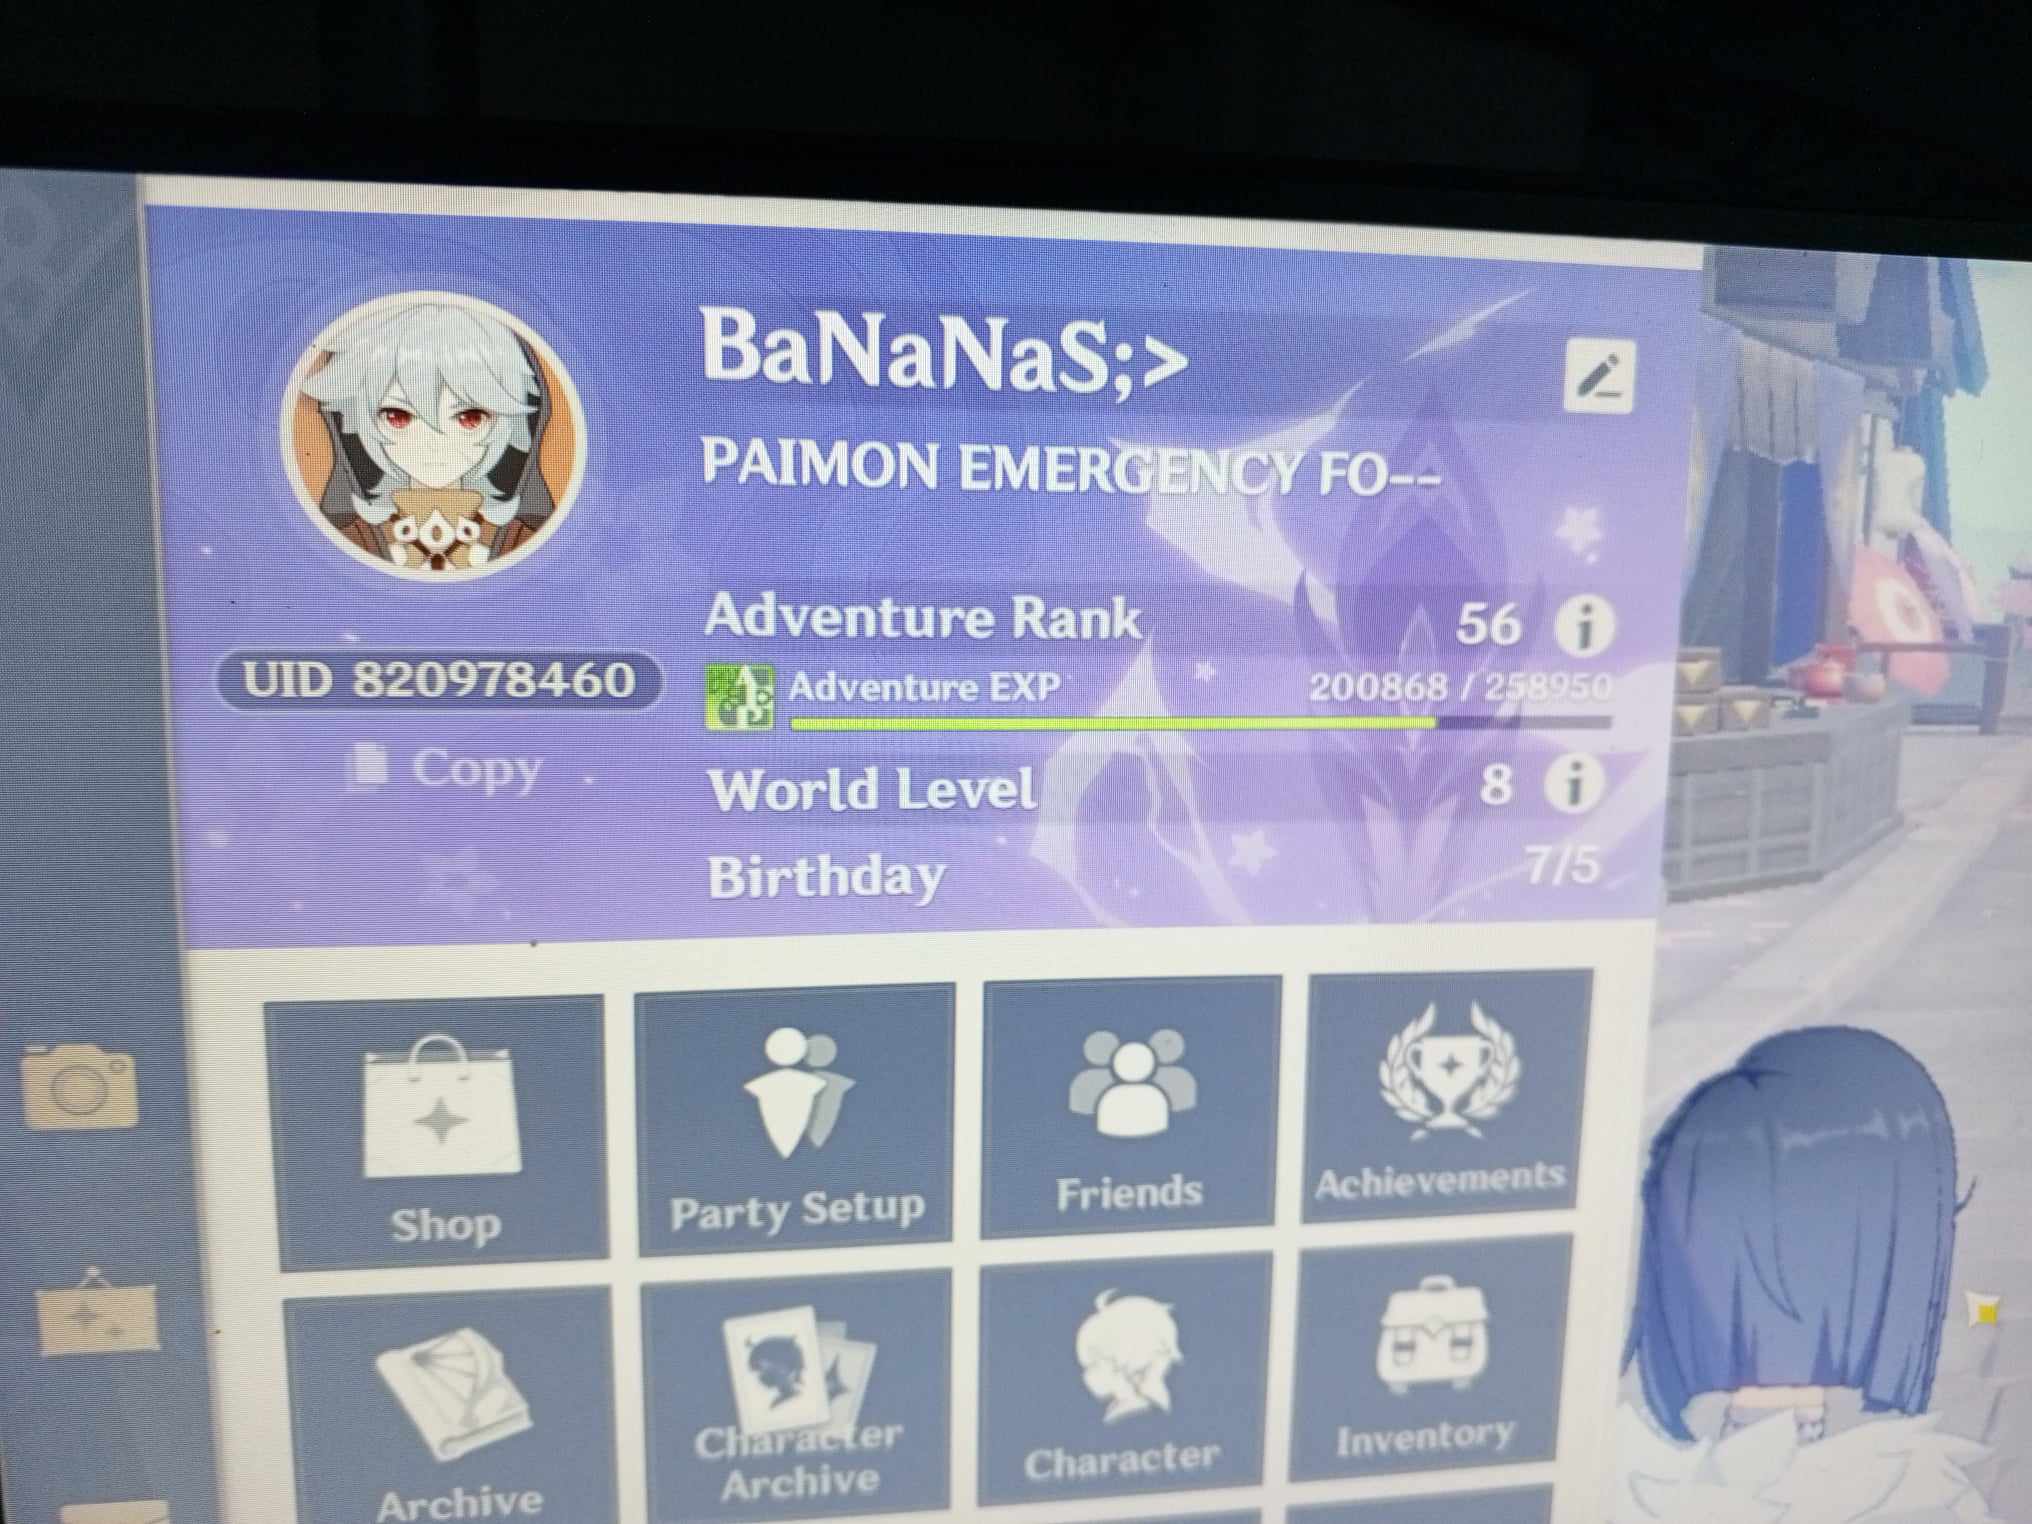 BaNaNaS;>
PAIMON EMERGENCY FO--
UID 820978460
Copy
Adventure Rank 56
Adventure EXP 200868 / 258950
World Level 8
Birthday 7/5
Shop
Party Setup
Friends
Achievements
Archive
Character
Archive
Character
Inventory